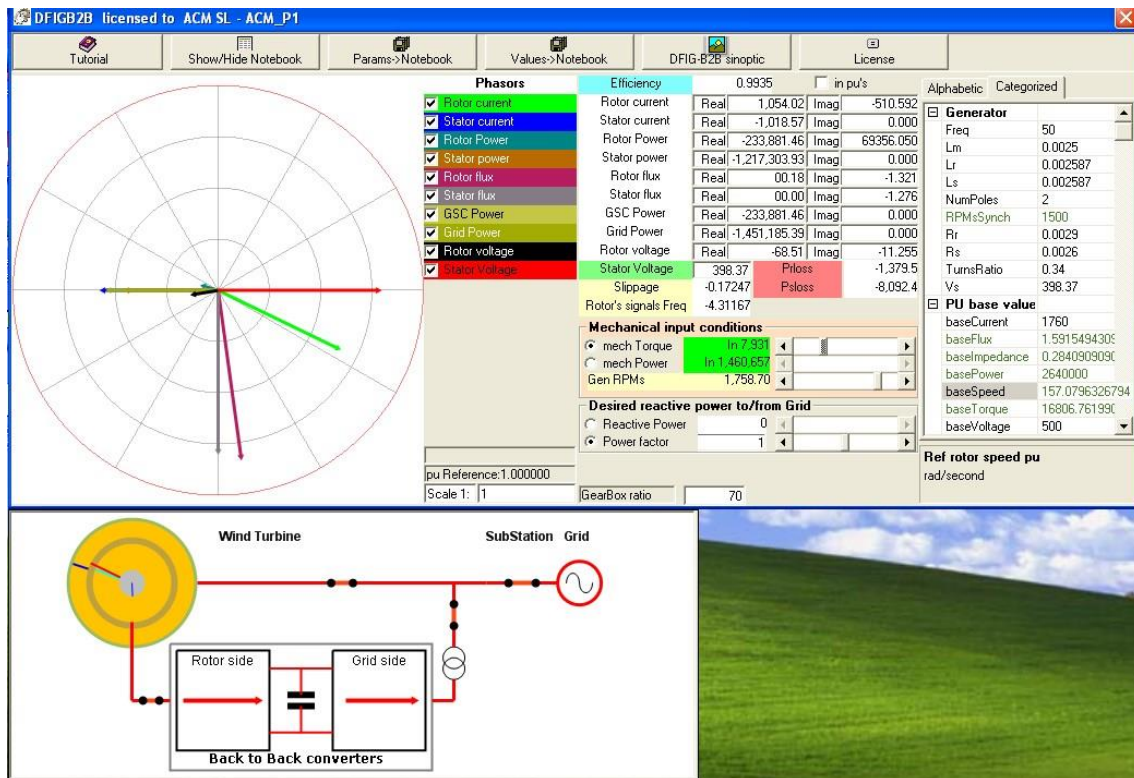 DFIGB2B licensed to ACM SL - ACM_P1
Tutorial Show/Hide Notebook Params->Notebook Values->Notebook DFIG-B2B sinoptic License
Phasors
Rotor current
Stator current
Rotor Power
Stator power
Rotor flux
Stator flux
GSC Power
Grid Power
Rotor voltage
Stator Voltage
pu Reference:1.000000
Scale 1: 1
Efficiency 0.9935 in pu's
Rotor current Real 1,054.02 Imag -510.592
Stator current Real -1,018.57 Imag 0.000
Rotor Power Real -233,881.46 Imag 69356.050
Stator power Real -1,217,303.93 Imag 0.000
Rotor flux Real 00.18 Imag -1.321
Stator flux Real 00.00 Imag -1.276
GSC Power Real -233,881.46 Imag 0.000
Grid Power Real -1,451,185.39 Imag 0.000
Rotor voltage Real -68.51 Imag -11.255
Stator Voltage 398.37 Prloss -1,379.5
Slippage -0.17247 Psloss -8,092.4
Rotor's signals Freq -4.31167
Mechanical input conditions
mech Torque In 7,931
mech Power In 1,460,657
Gen RPMs 1,758.70
Desired reactive power to/from Grid
Reactive Power 0
Power factor 1
GearBox ratio 70
Alphabetic Categorized
Generator
Freq 50
Lm 0.0025
Lr 0.002587
Ls 0.002587
NumPoles 2
RPMsSynch 1500
Rr 0.0029
Rs 0.0026
TurnsRatio 0.34
Vs 398.37
PU base value
baseCurrent 1760
baseFlux 1.5915494309
baseImpedance 0.2840909090
basePower 2640000
baseSpeed 157.0796326794
baseTorque 16806.761990
baseVoltage 500
Ref rotor speed pu
rad/second
Wind Turbine SubStation Grid
Rotor side Grid side
Back to Back converters